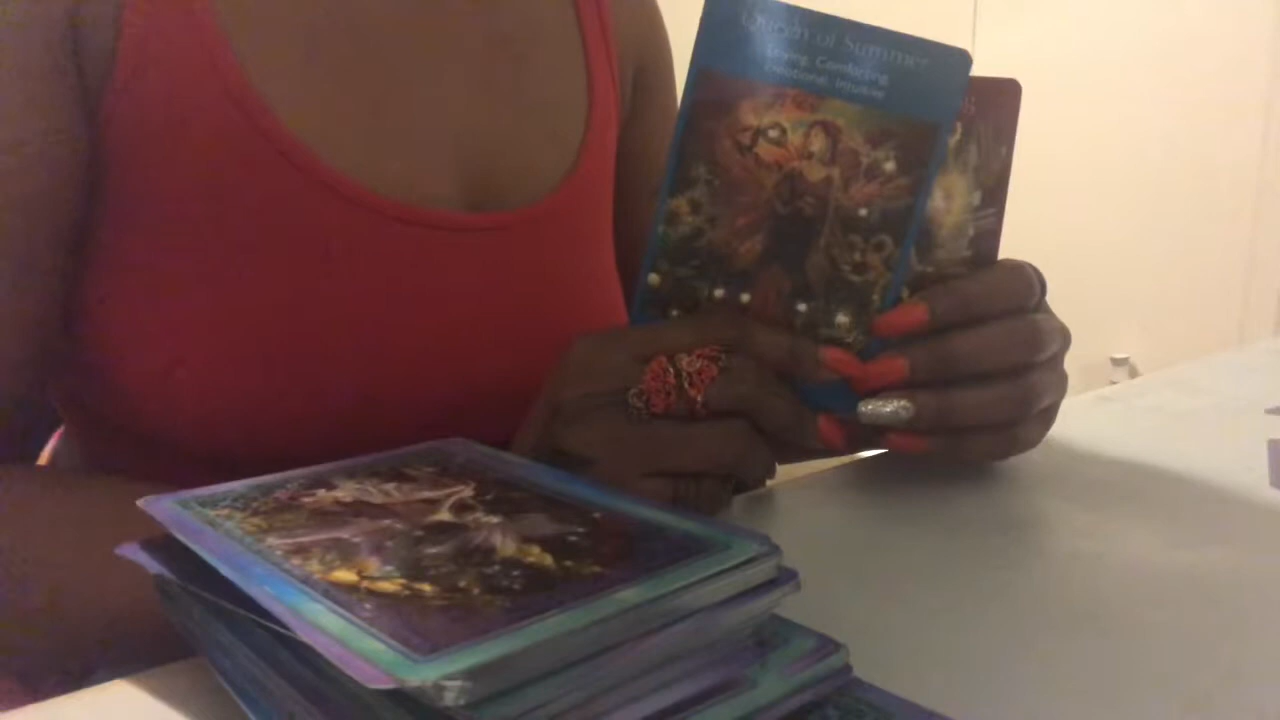 Queen of Summer
Loving, Comforting,
Emotional, Intuitive